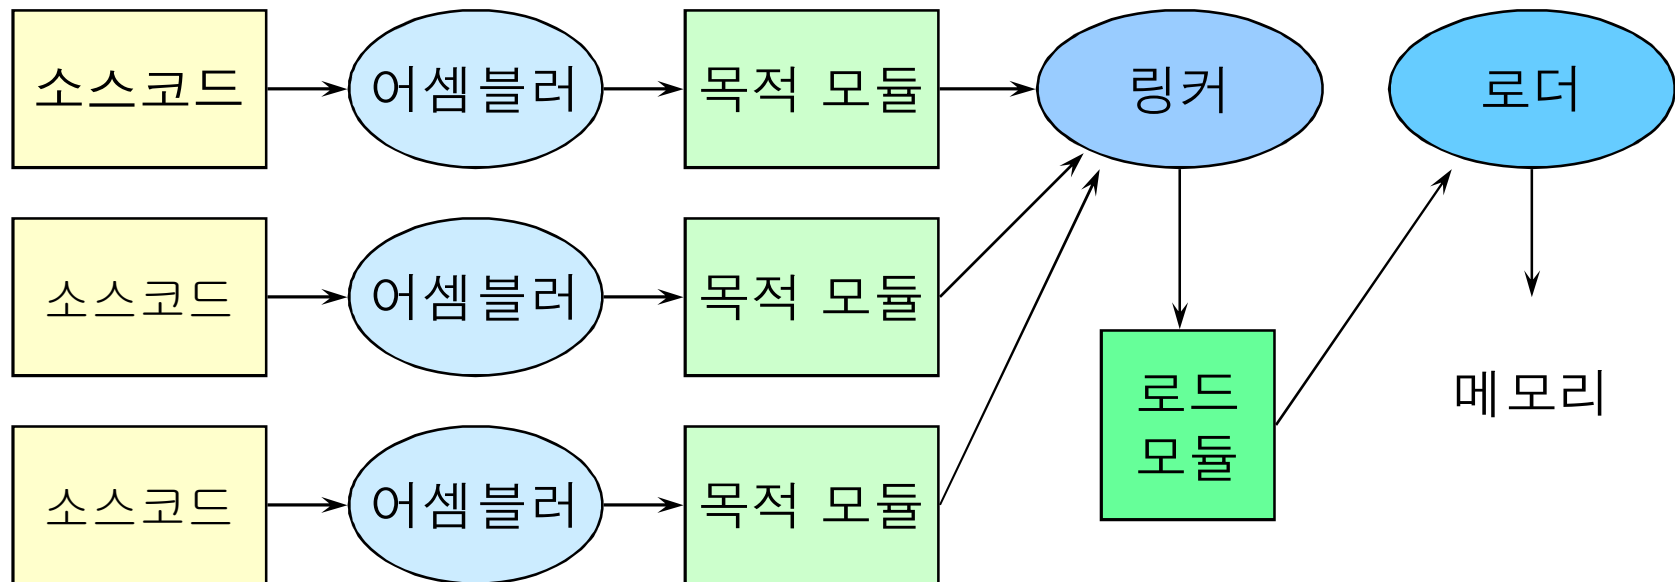 소스코드 어셈블러 목적 모듈 링커 로더
소스코드 어셈블러 목적 모듈
로드
모듈
메모리
소스코드 어셈블러 목적 모듈